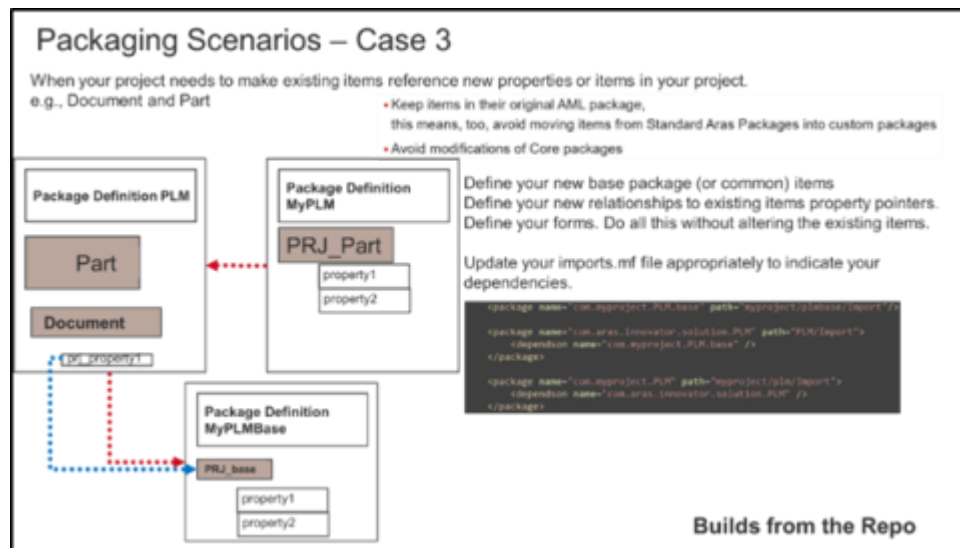 Packaging Scenarios – Case 3
When your project needs to make existing items reference new properties or items in your project.
e.g., Document and Part
• Keep items in their original AML package,
this means, too, avoid moving items from Standard Aras Packages into custom packages
• Avoid modifications of Core packages
Package Definition PLM
Part
Document
prj_property1
Package Definition
MyPLM
PRJ_Part
property1
property2
Package Definition
MyPLMBase
PRJ_base
property1
property2
Define your new base package (or common) items
Define your new relationships to existing items property pointers.
Define your forms. Do all this without altering the existing items.
Update your imports.mf file appropriately to indicate your
dependencies.
<package name="com.myproject.PLM.base" path="myproject/plmbase/Import"/>
<package name="com.aras.innovator.solution.PLM" path="PLM/Import">
<dependson name="com.myproject.PLM.base" />
</package>
<package name="com.myproject.PLM" path="myproject/plm/Import">
<dependson name="com.aras.innovator.solution.PLM" />
</package>
Builds from the Repo